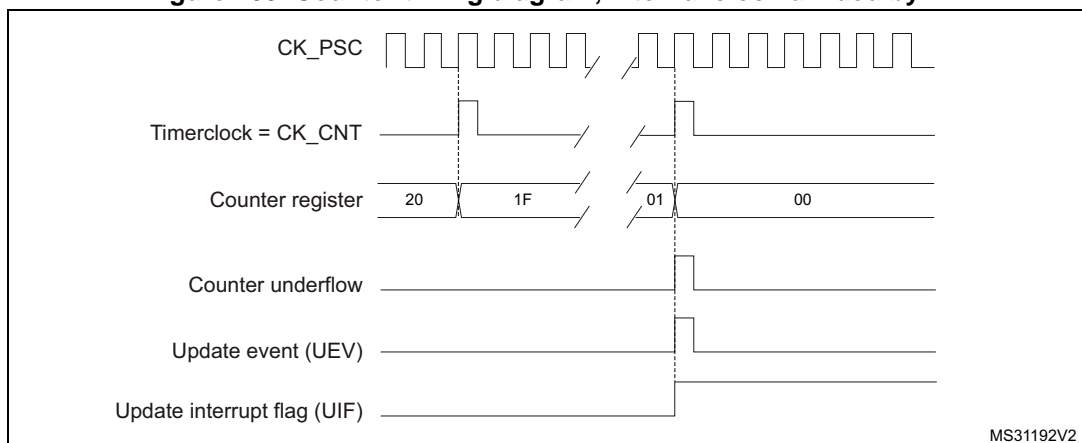 CK_PSC
Timerclock = CK_CNT
Counter register
20
1F
01
00
Counter underflow
Update event (UEV)
Update interrupt flag (UIF)
MS31192V2